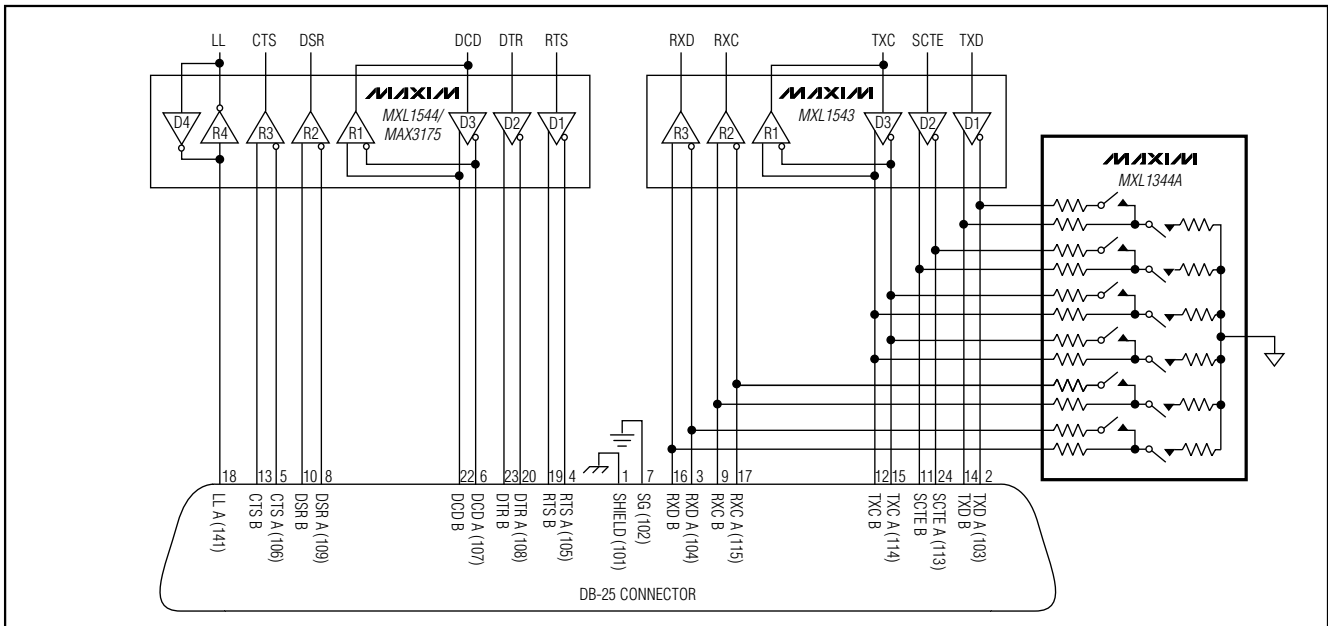 LL CTS DSR DCD DTR RTS RXD RXC TXC SCTE TXD
MAXIM
MXL1544/
MAX3175
D4 R4 R3 R2 R1 D3 D2 D1
MAXIM
MXL1543
R3 R2 R1 D3 D2 D1
MAXIM
MXL1344A
18 13 5 10 8 22 6 23 20 19 4 1 7 16 3 9 17 12 15 11 24 14 2
LL A (141)
CTS B
CTS A (106)
DSR B
DSR A (109)
DCD B
DCD A (107)
DTR B
DTR A (108)
RTS B
RTS A (105)
SHIELD (101)
SG (102)
RXD B
RXD A (104)
RXC B
RXC A (115)
TXC B
TXC A (114)
SCTE B
SCTE A (113)
TXD B
TXD A (103)
DB-25 CONNECTOR